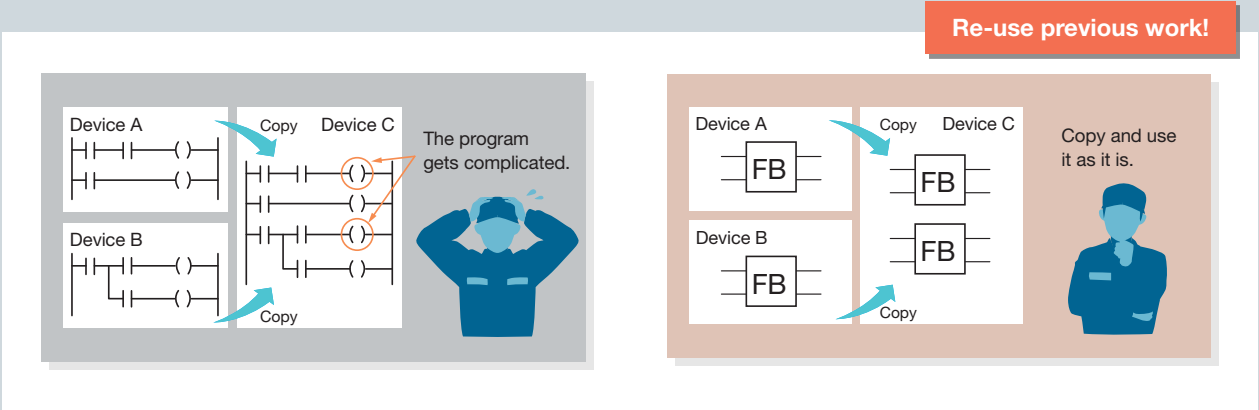 Re-use previous work!
Device A
Copy
Device C
The program
gets complicated.
Device B
Copy
Device A
FB
Copy
Device C
FB
Copy and use
it as it is.
Device B
FB
FB
Copy